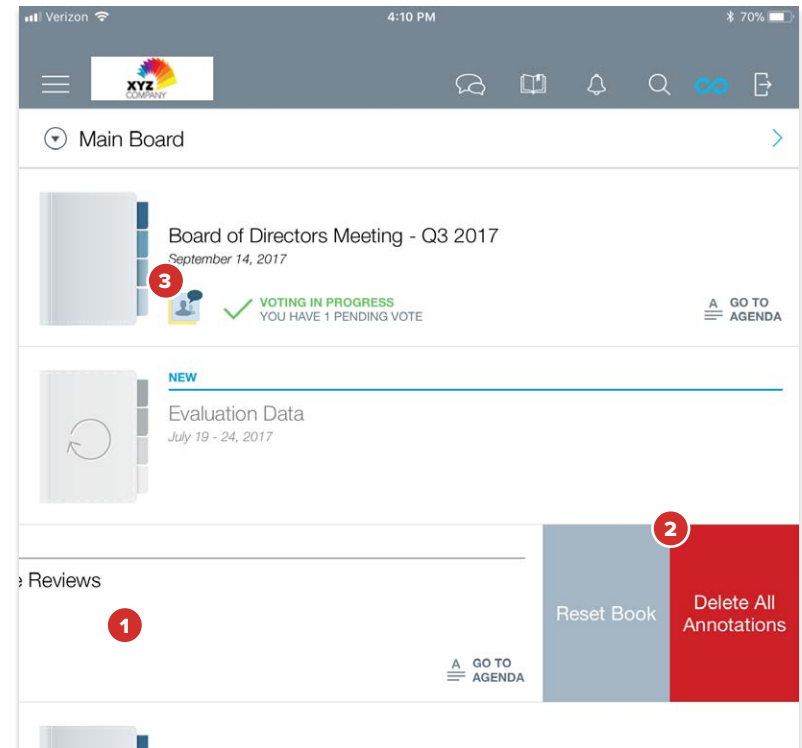 Verizon 4:10 PM 70%
XYZ
COMPANY
Main Board
Board of Directors Meeting - Q3 2017
September 14, 2017
3
VOTING IN PROGRESS
YOU HAVE 1 PENDING VOTE
A GO TO
AGENDA
NEW
Evaluation Data
July 19 - 24, 2017
2
e Reviews
1
Reset Book
Delete All
Annotations
A GO TO
AGENDA